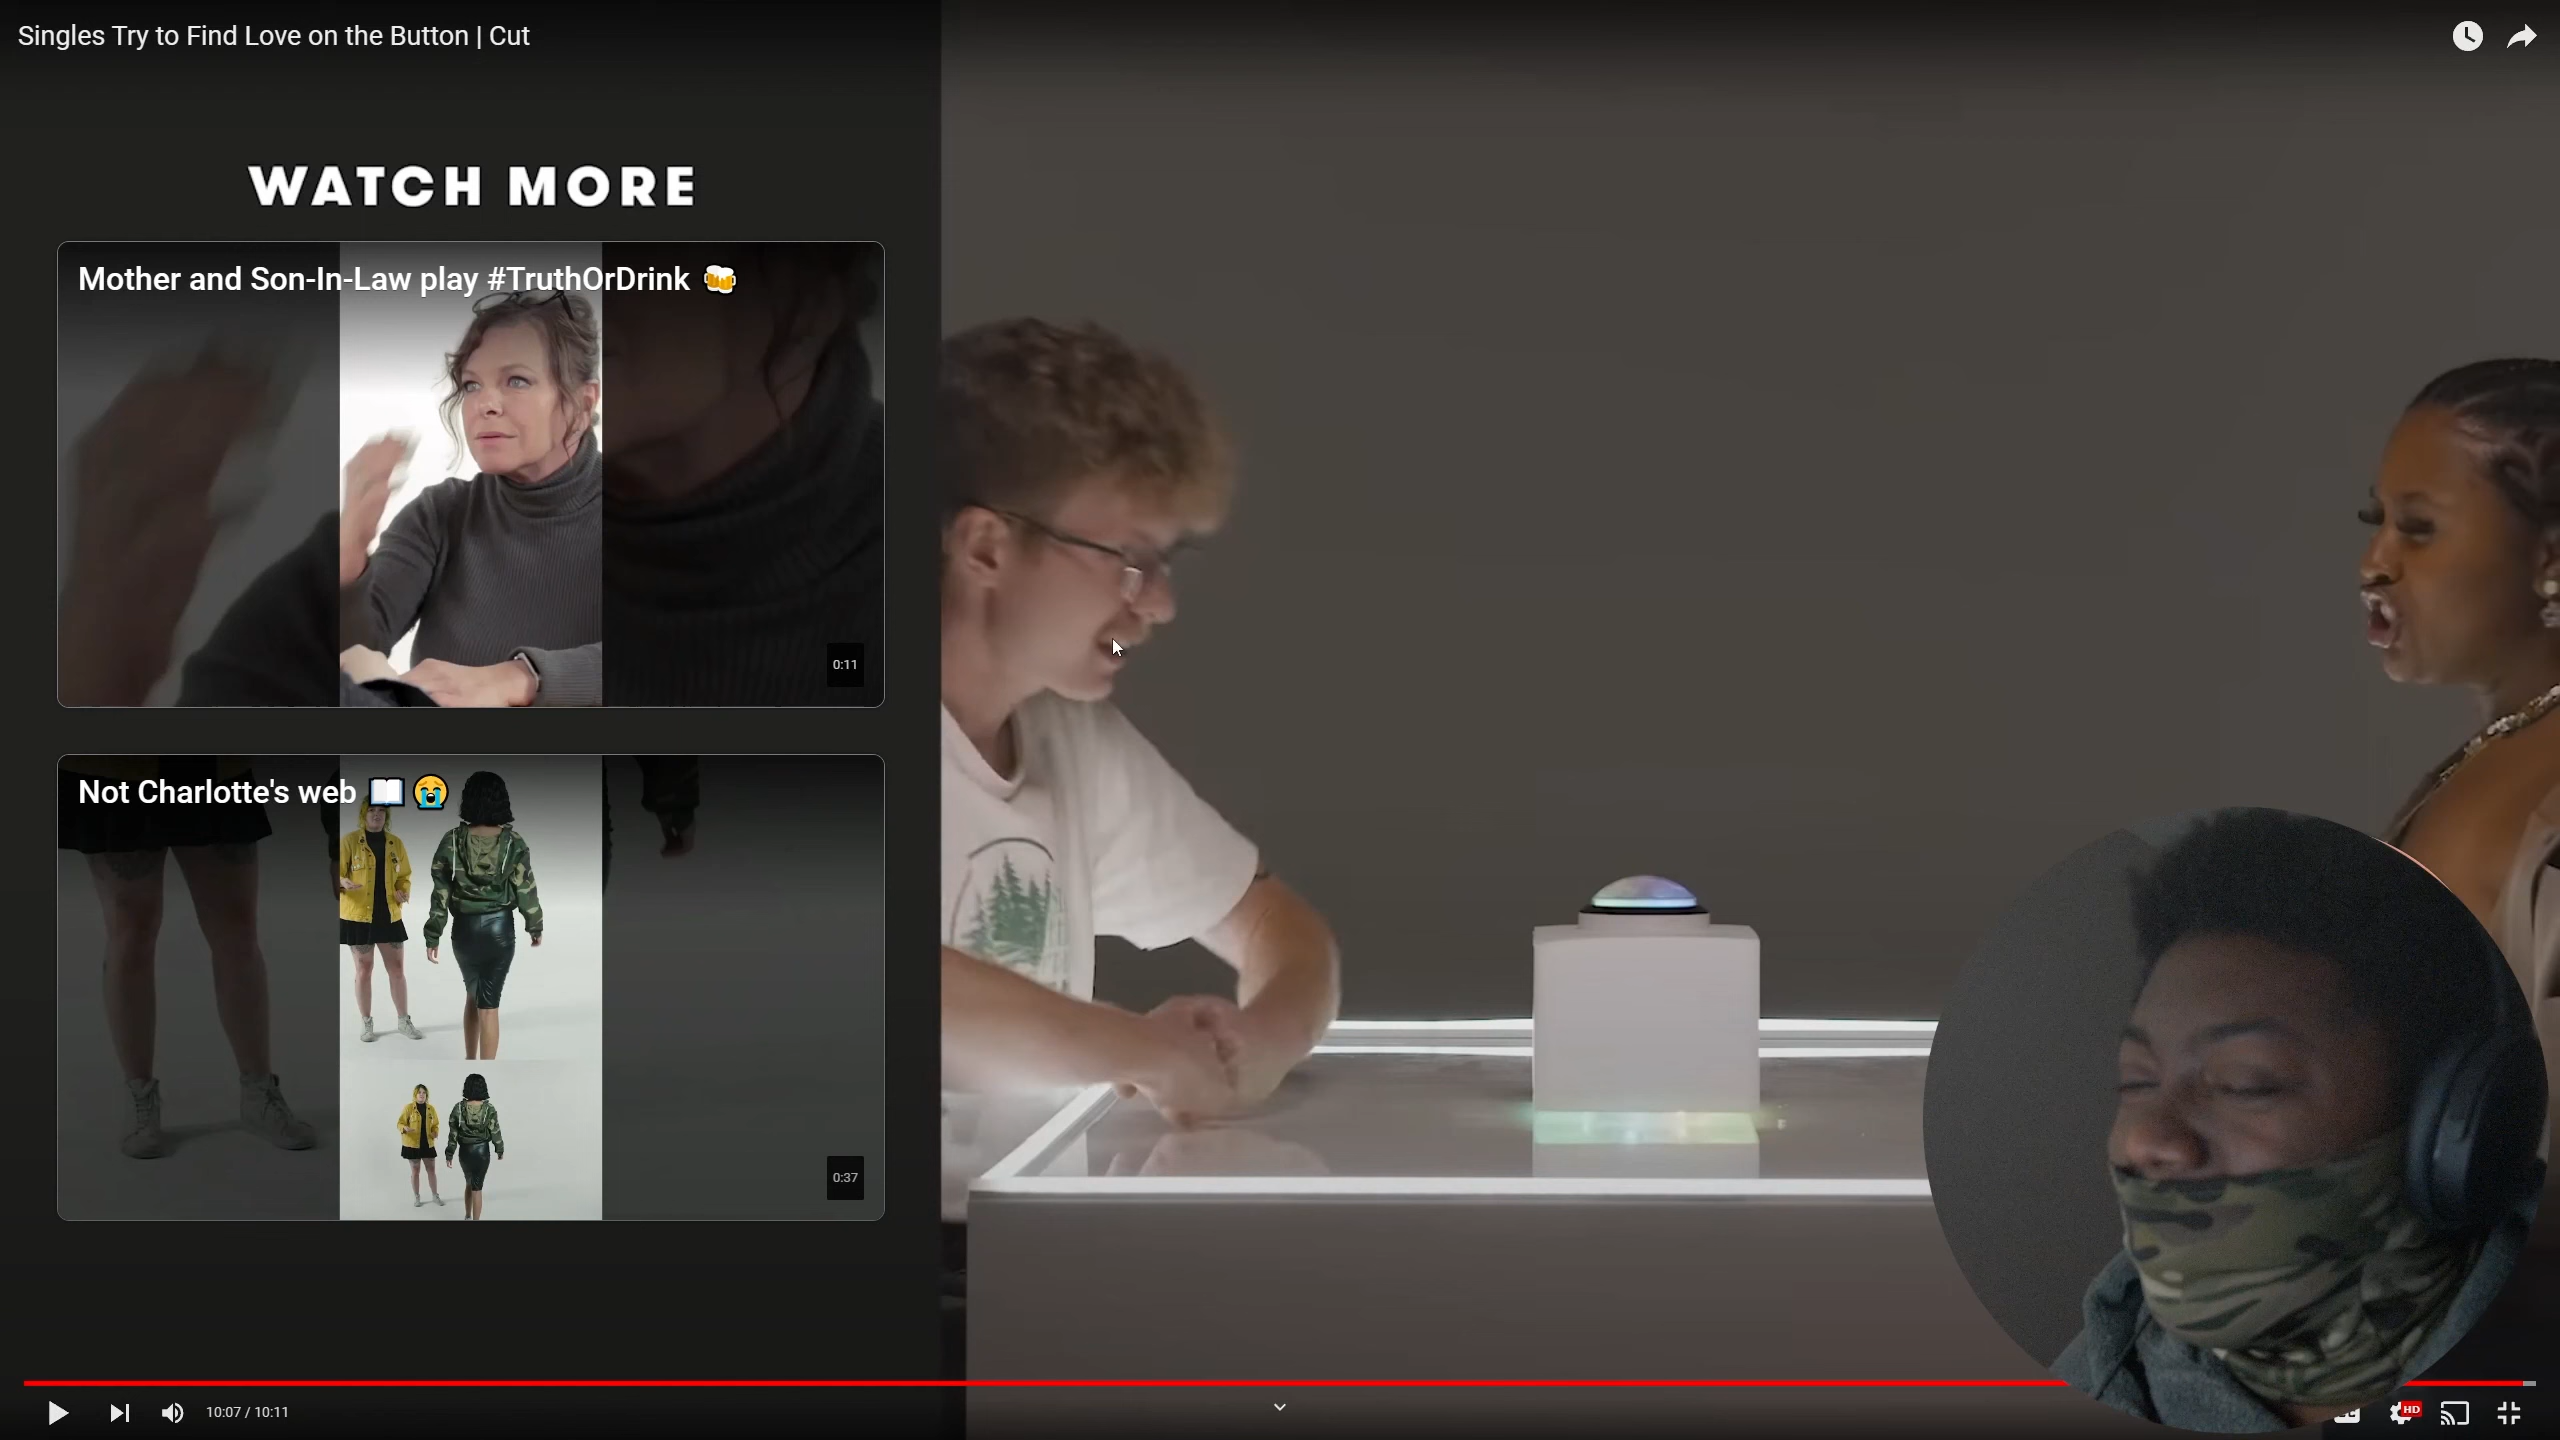 Singles Try to Find Love on the Button | Cut
WATCH MORE
Mother and Son-In-Law play #TruthOrDrink 🍻
0:11
Not Charlotte's web 📖😭
0:37
10:07 / 10:11
HD